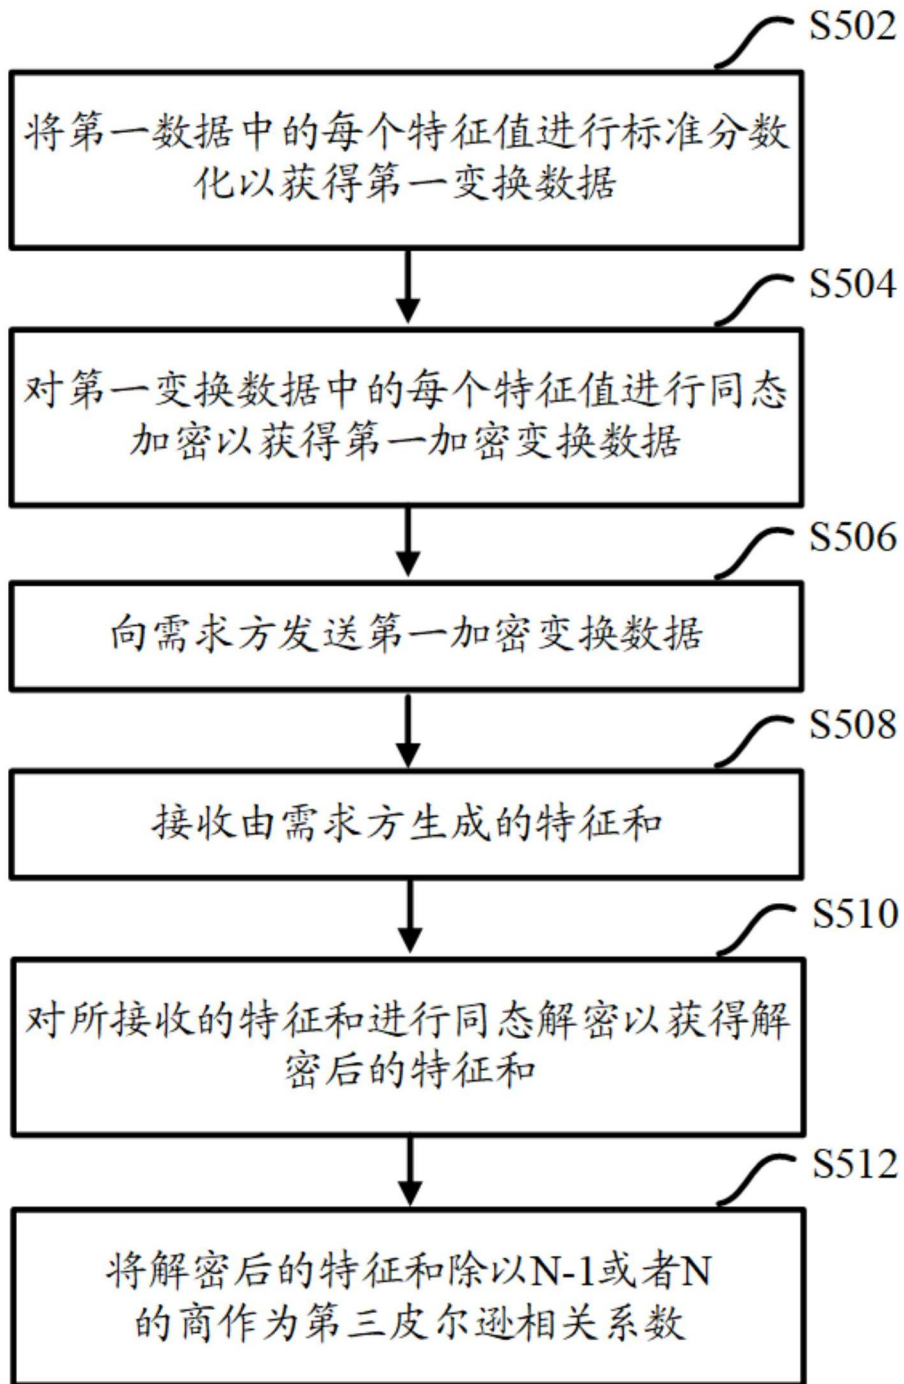 S502
将第一数据中的每个特征值进行标准分数
化以获得第一变换数据
S504
对第一变换数据中的每个特征值进行同态
加密以获得第一加密变换数据
S506
向需求方发送第一加密变换数据
S508
接收由需求方生成的特征和
S510
对所接收的特征和进行同态解密以获得解
密后的特征和
S512
将解密后的特征和除以N-1或者N
的商作为第三皮尔逊相关系数